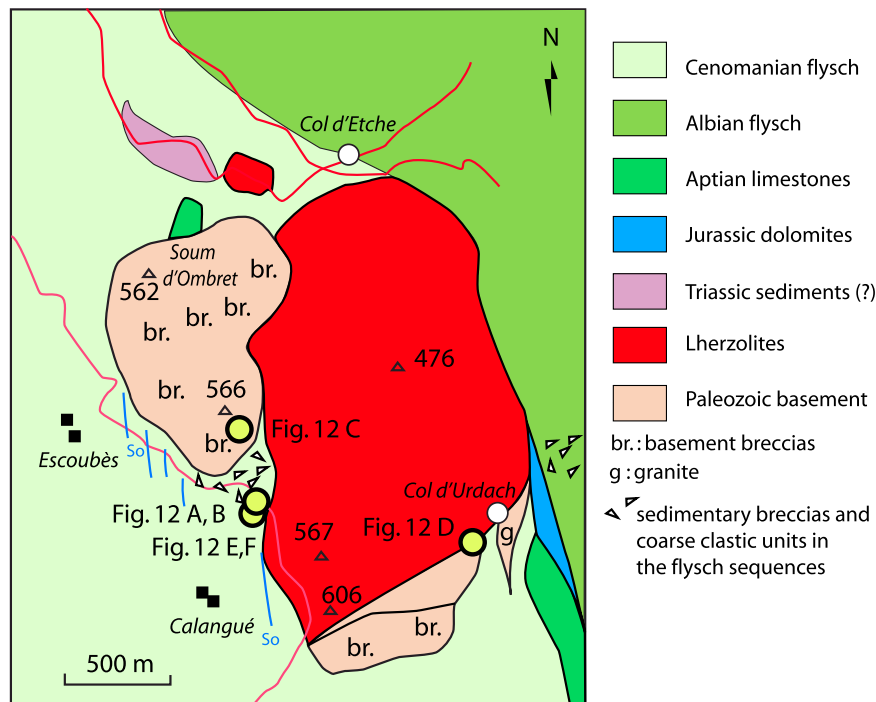 N
Col d'Etche
Soum
d'Ombret
br.
562
br.
br.
br.
476
br.
566
br.
Fig. 12 C
So
Escoubès
Col d'Urdach
Fig. 12 A, B
Fig. 12 D
g
567
Fig. 12 E,F
606
Calangué
So
br.
br.
500 m
Cenomanian flysch
Albian flysch
Aptian limestones
Jurassic dolomites
Triassic sediments (?)
Lherzolites
Paleozoic basement
br. : basement breccias
g : granite
sedimentary breccias and
coarse clastic units in
the flysch sequences